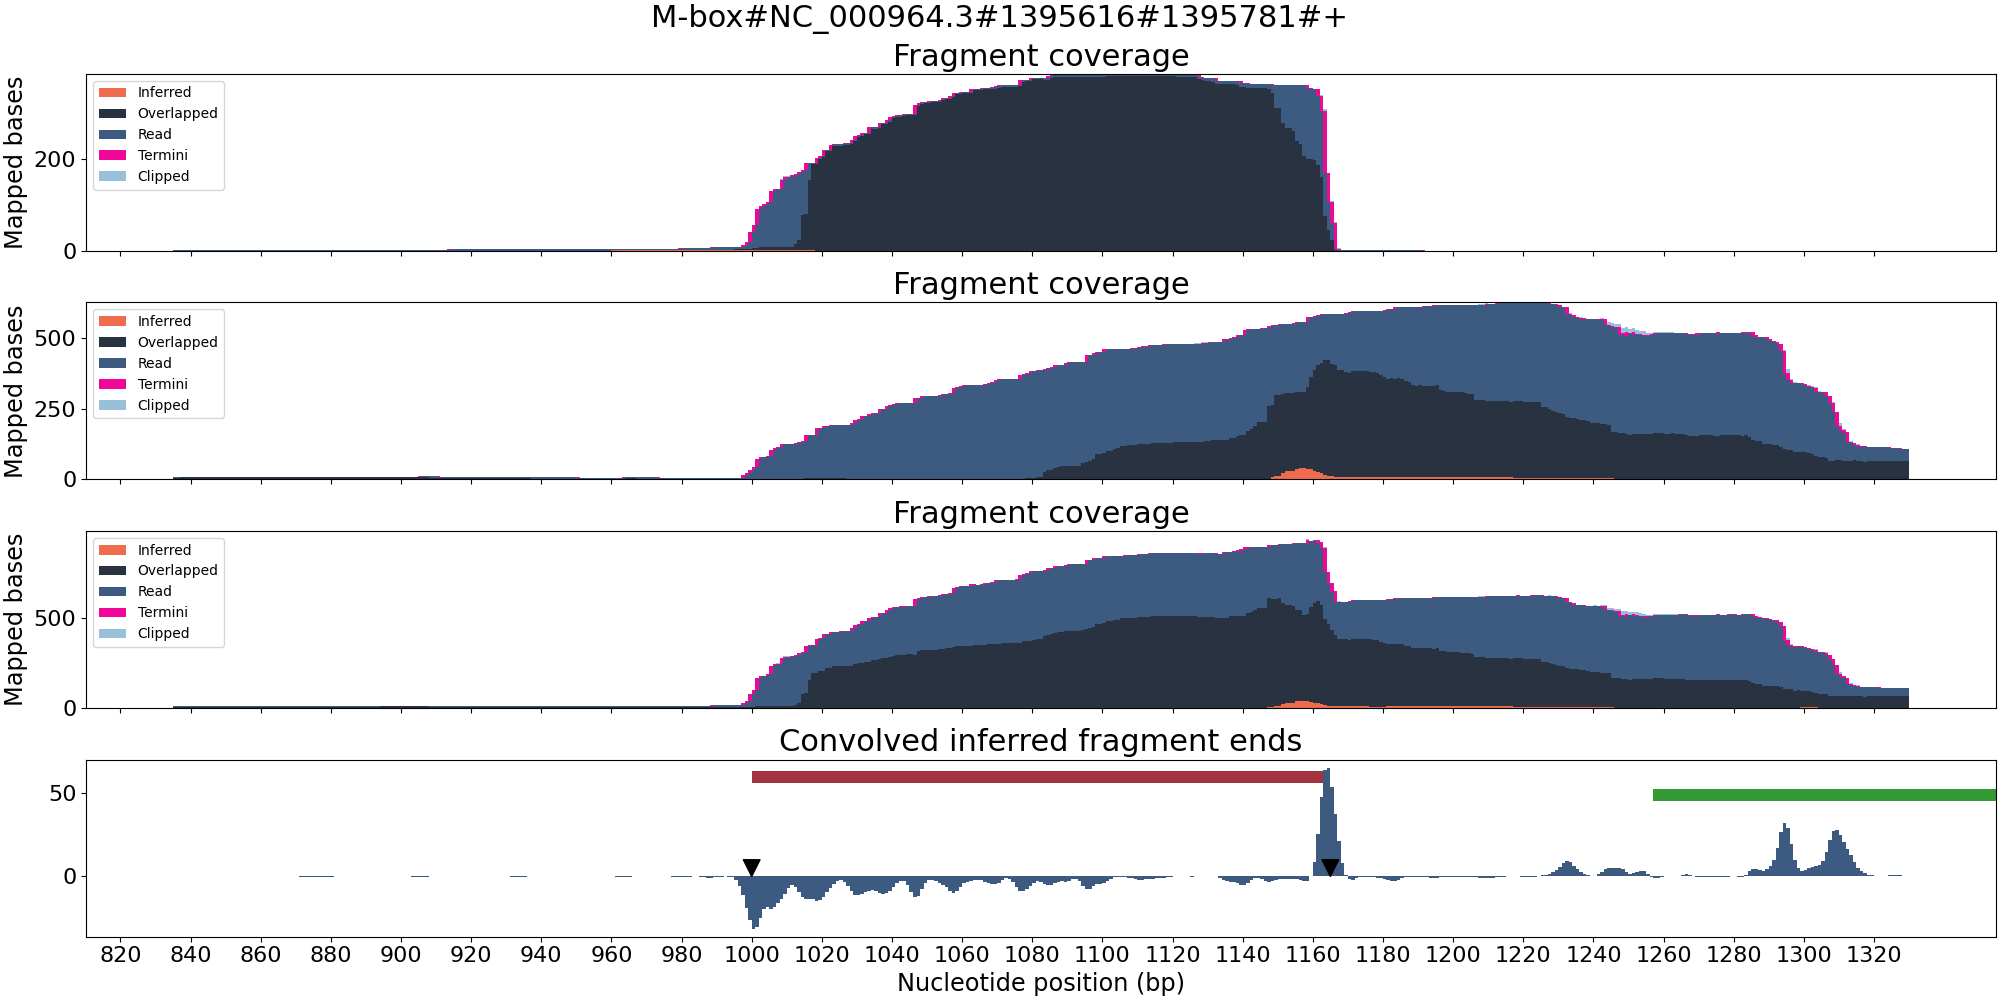 M-box#NC_000964.3#1395616#1395781#+
Fragment coverage
Mapped bases
200
0
Inferred
Overlapped
Read
Termini
Clipped
Fragment coverage
Mapped bases
500
250
0
Inferred
Overlapped
Read
Termini
Clipped
Fragment coverage
Mapped bases
500
0
Inferred
Overlapped
Read
Termini
Clipped
Convolved inferred fragment ends
50
0
820 840 860 880 900 920 940 960 980 1000 1020 1040 1060 1080 1100 1120 1140 1160 1180 1200 1220 1240 1260 1280 1300 1320
Nucleotide position (bp)